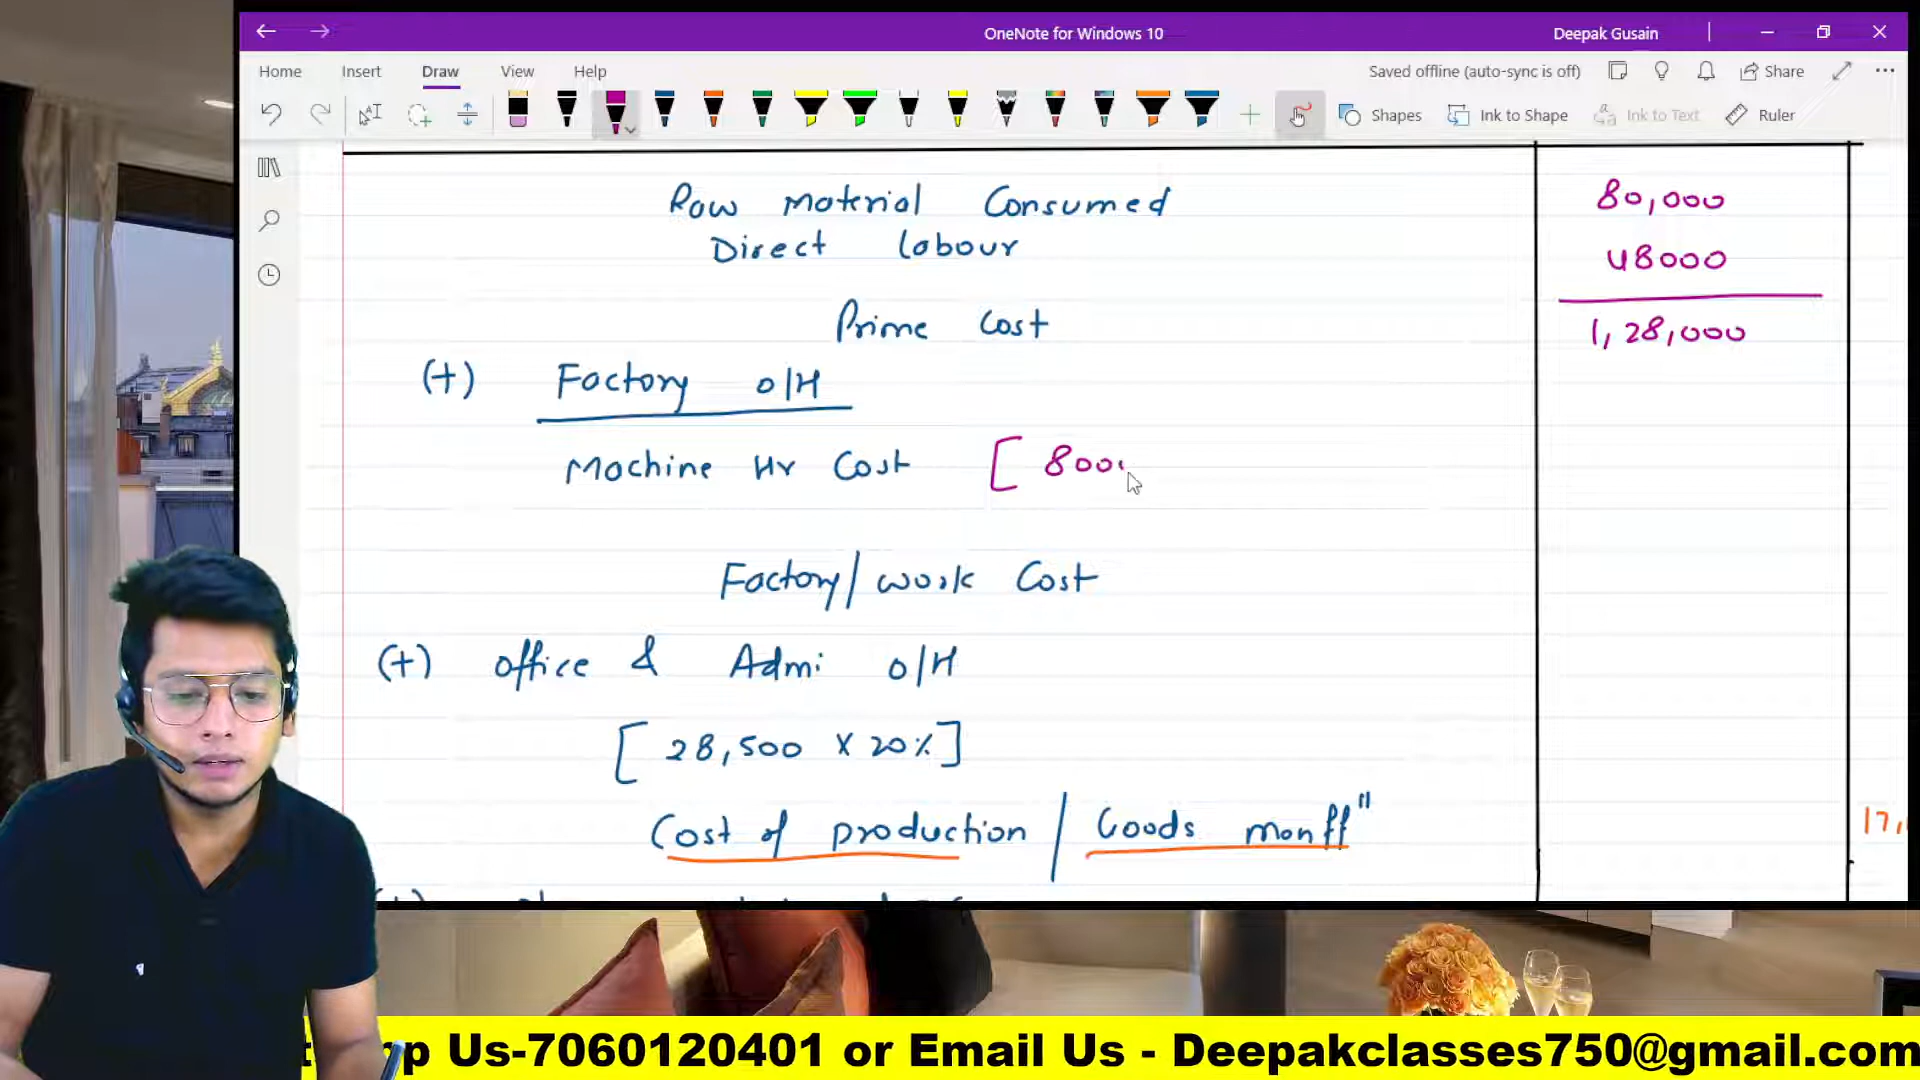 OneNote for Windows 10
Deepak Gusain
Home Insert Draw View Help
Saved offline (auto-sync is off)
Share
Shapes
Ink to Shape
Ink to Text
Ruler
Raw material Consumed 80,000
Direct labour 48000
Prime Cost 1,28,000
(+) Factory o/H
Machine Hr Cost [ 800
Factory/work Cost
(+) office & Admi o/H
[ 28,500 x 20% ]
Cost of production / Goods manff"
17,
p Us-7060120401 or Email Us - Deepakclasses750@gmail.com